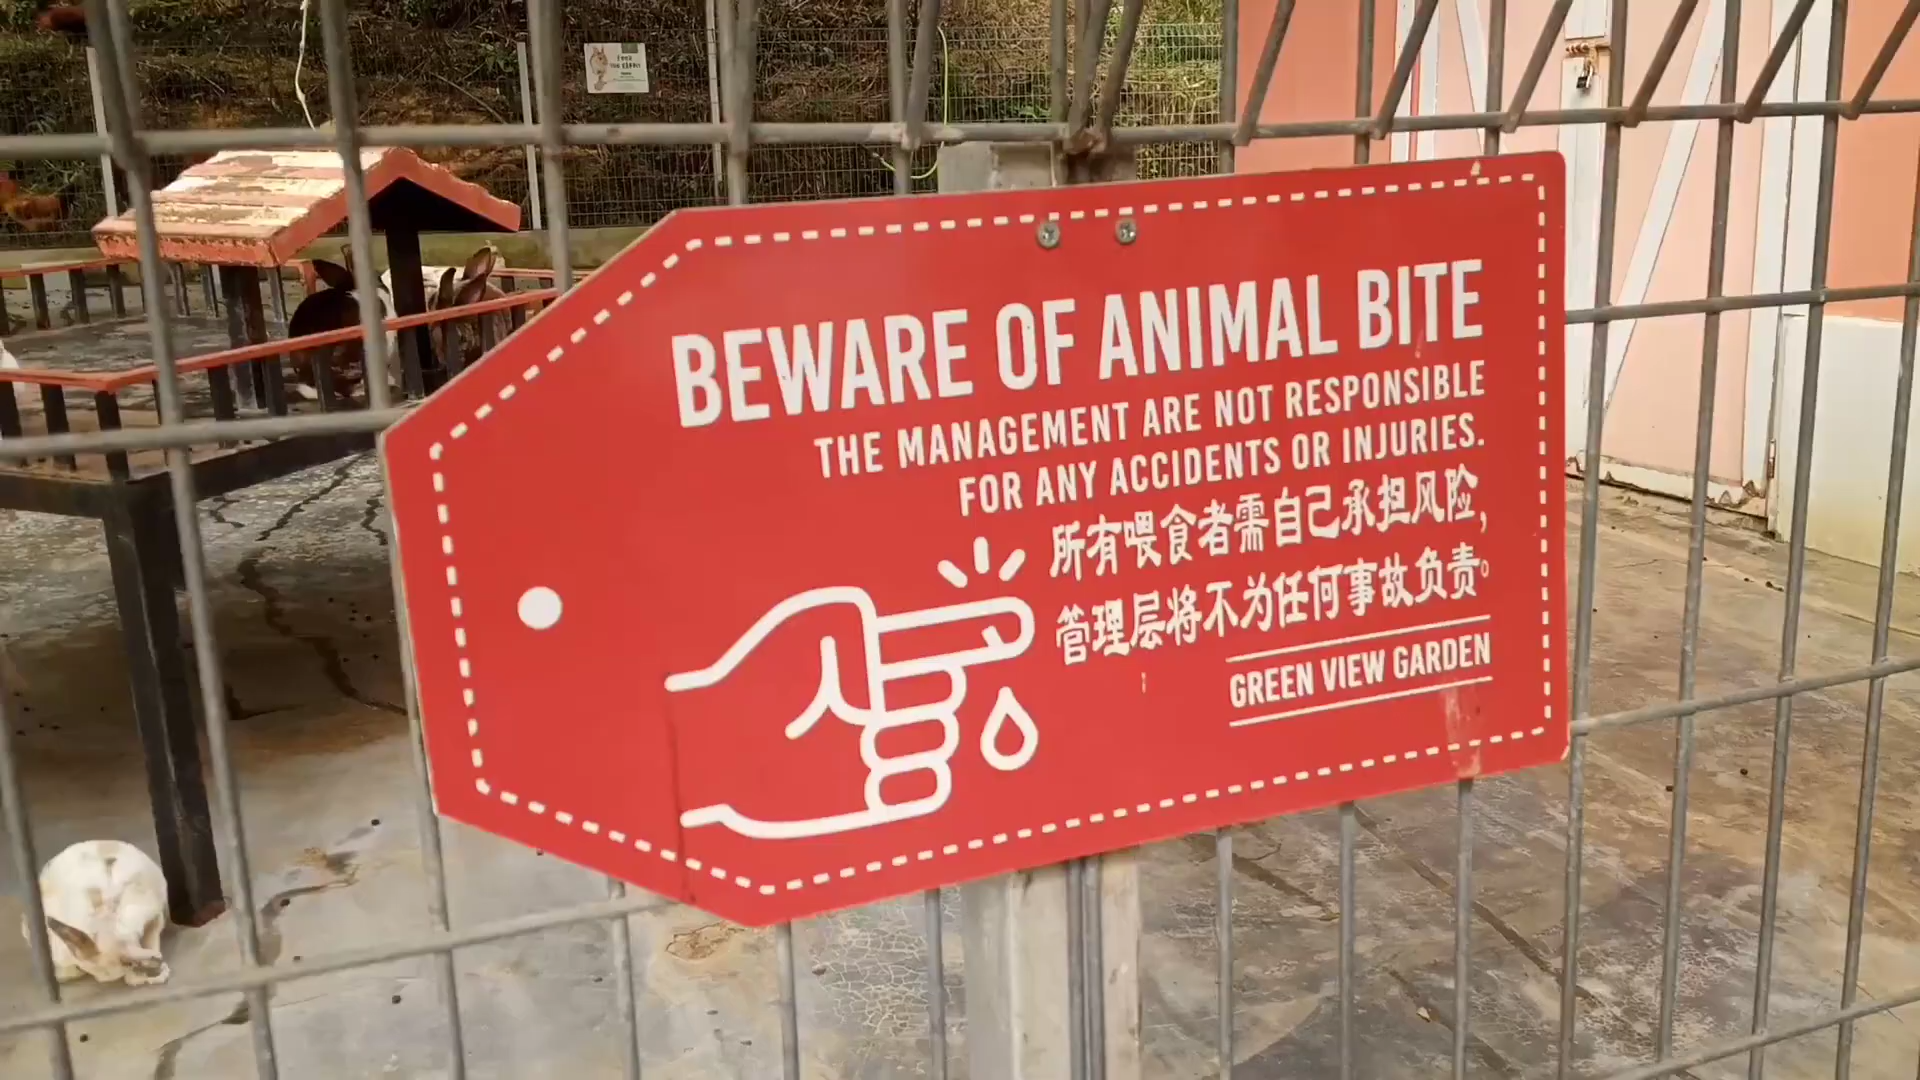 BEWARE OF ANIMAL BITE
THE MANAGEMENT ARE NOT RESPONSIBLE
FOR ANY ACCIDENTS OR INJURIES.
所有喂食者需自己承担风险,
管理层将不为任何事故负责。
GREEN VIEW GARDEN